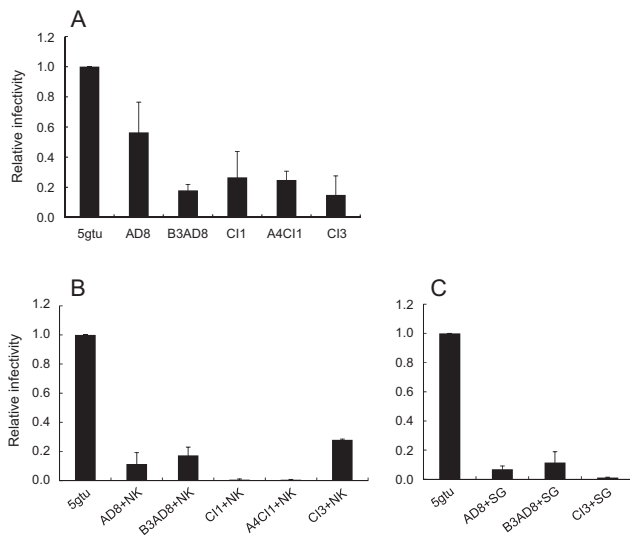 A
Relative infectivity
1.2
1.0
0.8
0.6
0.4
0.2
0.0
5gtu AD8 B3AD8 CI1 A4CI1 CI3
B
Relative infectivity
1.2
1.0
0.8
0.6
0.4
0.2
0.0
5gtu AD8+NK B3AD8+NK CI1+NK A4CI1+NK CI3+NK
C
1.2
1.0
0.8
0.6
0.4
0.2
0.0
5gtu AD8+SG B3AD8+SG CI3+SG